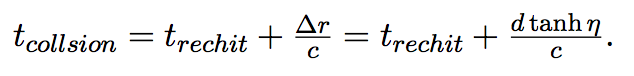 t_{collsion} = t_{rechit} + \frac{\Delta r}{c} = t_{rechit} + \frac{d \tanh \eta}{c}.